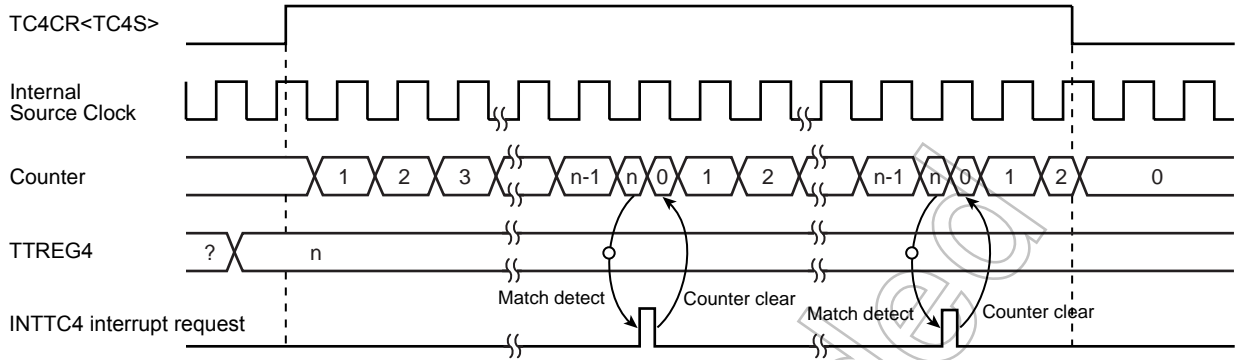 TC4CR<TC4S>
Internal
Source Clock
Counter
1 2 3 n-1 n 0 1 2 n-1 n 0 1 2 0
TTREG4
? n
Match detect Counter clear Match detect Counter clear
INTTC4 interrupt request